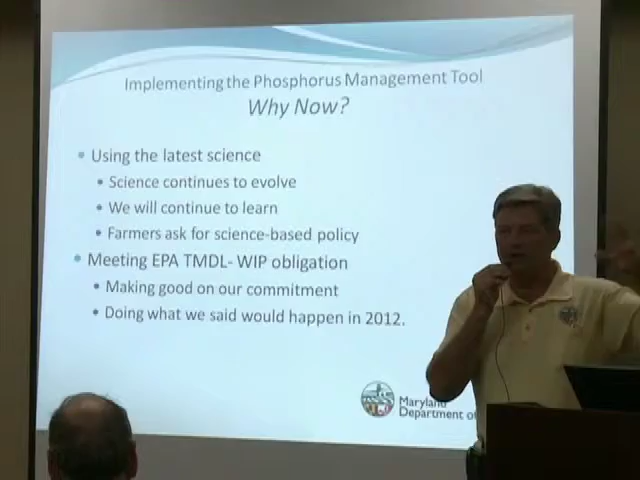 Implementing the Phosphorus Management Tool
Why Now?
• Using the latest science
• Science continues to evolve
• We will continue to learn
• Farmers ask for science-based policy
• Meeting EPA TMDL- WIP obligation
• Making good on our commitment
• Doing what we said would happen in 2012.
Maryland
Department of